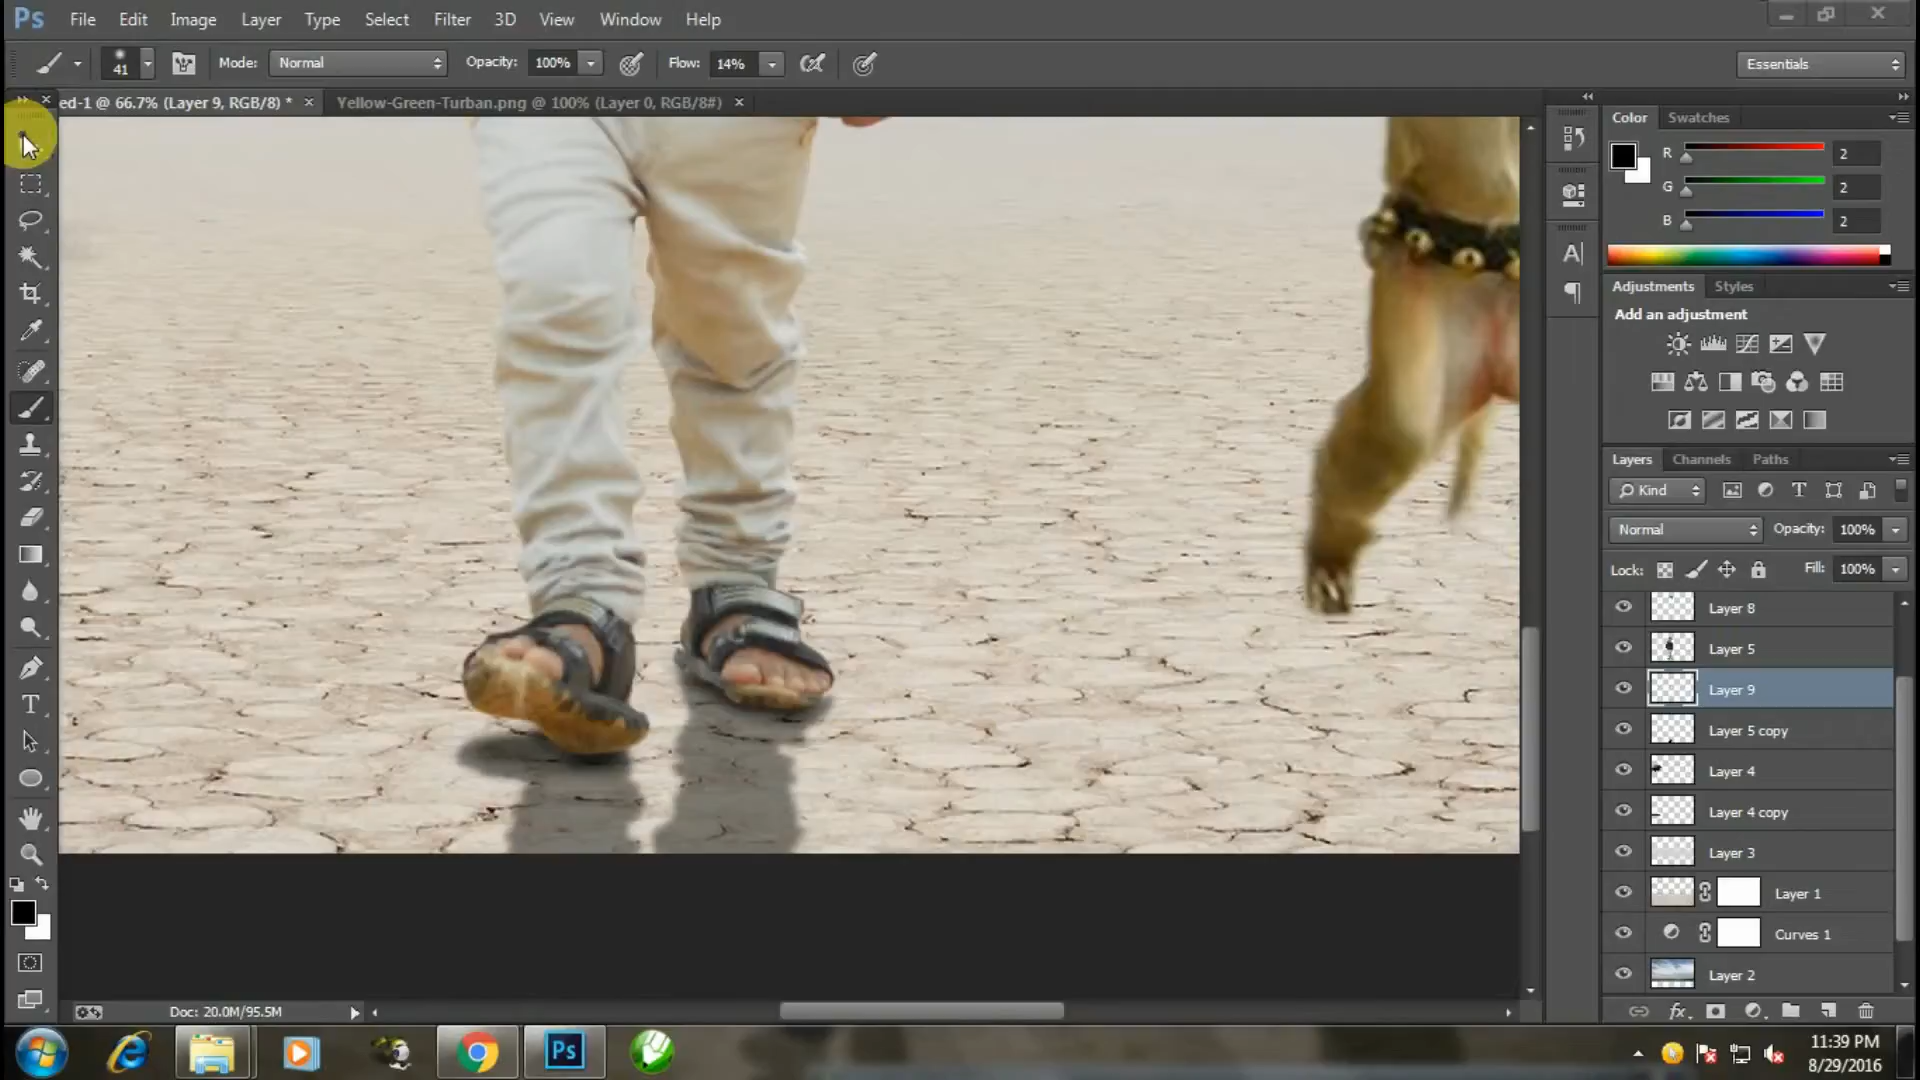 Ps File Edit Image Layer Type Select Filter 3D View Window Help
41 Mode: Normal Opacity: 100% Flow: 14% Essentials
ed-1 @ 66.7% (Layer 9, RGB/8) * × Yellow-Green-Turban.png @ 100% (Layer 0, RGB/8#) ×
Color Swatches
R 2
G 2
B 2
Adjustments Styles
Add an adjustment
Layers Channels Paths
Kind
Normal Opacity: 100%
Lock: Fill: 100%
Layer 8
Layer 5
Layer 9
Layer 5 copy
Layer 4
Layer 4 copy
Layer 3
Layer 1
Curves 1
Layer 2
fx
Doc: 20.0M/95.5M
Ps
11:39 PM
8/29/2016